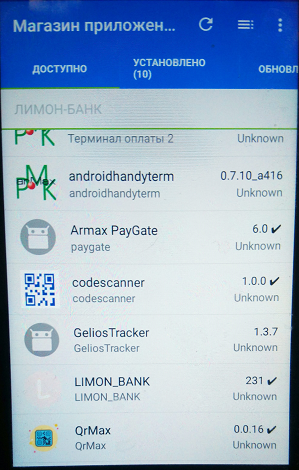 Магазин приложен...
ДОСТУПНО
УСТАНОВЛЕНО
(10)
ОБНОВЛ
ЛИМОН-БАНК
Терминал оплаты 2
Unknown
androidhandyterm
0.7.10_a416
androidhandyterm
Unknown
Armax PayGate
6.0 ✔
paygate
Unknown
codescanner
1.0.0 ✔
codescanner
Unknown
GeliosTracker
1.3.7
GeliosTracker
Unknown
L
LIMON_BANK
231 ✔
LIMON_BANK
Unknown
QrMax
0.0.16 ✔
QrMax
Unknown